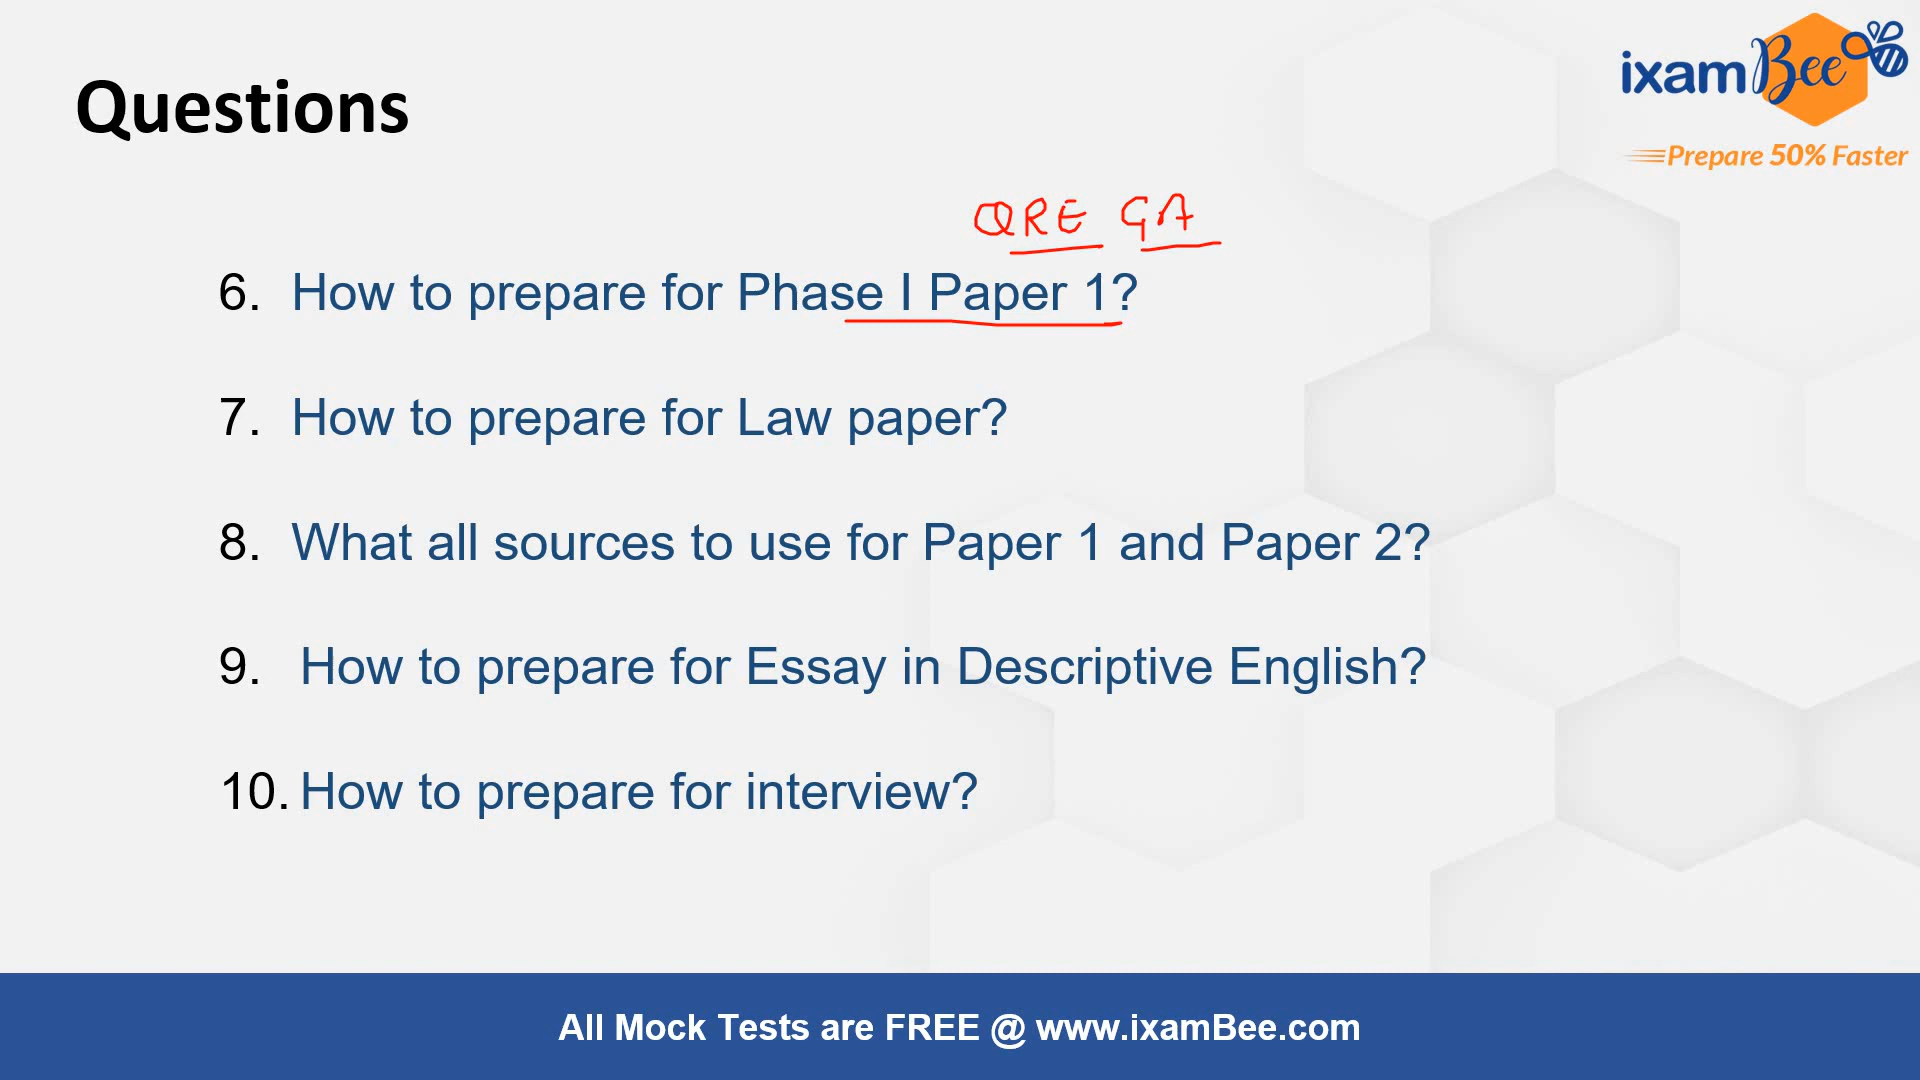 ixamBee
Prepare 50% Faster
Questions
QRE GA
6. How to prepare for Phase I Paper 1?
7. How to prepare for Law paper?
8. What all sources to use for Paper 1 and Paper 2?
9. How to prepare for Essay in Descriptive English?
10. How to prepare for interview?
All Mock Tests are FREE @ www.ixamBee.com